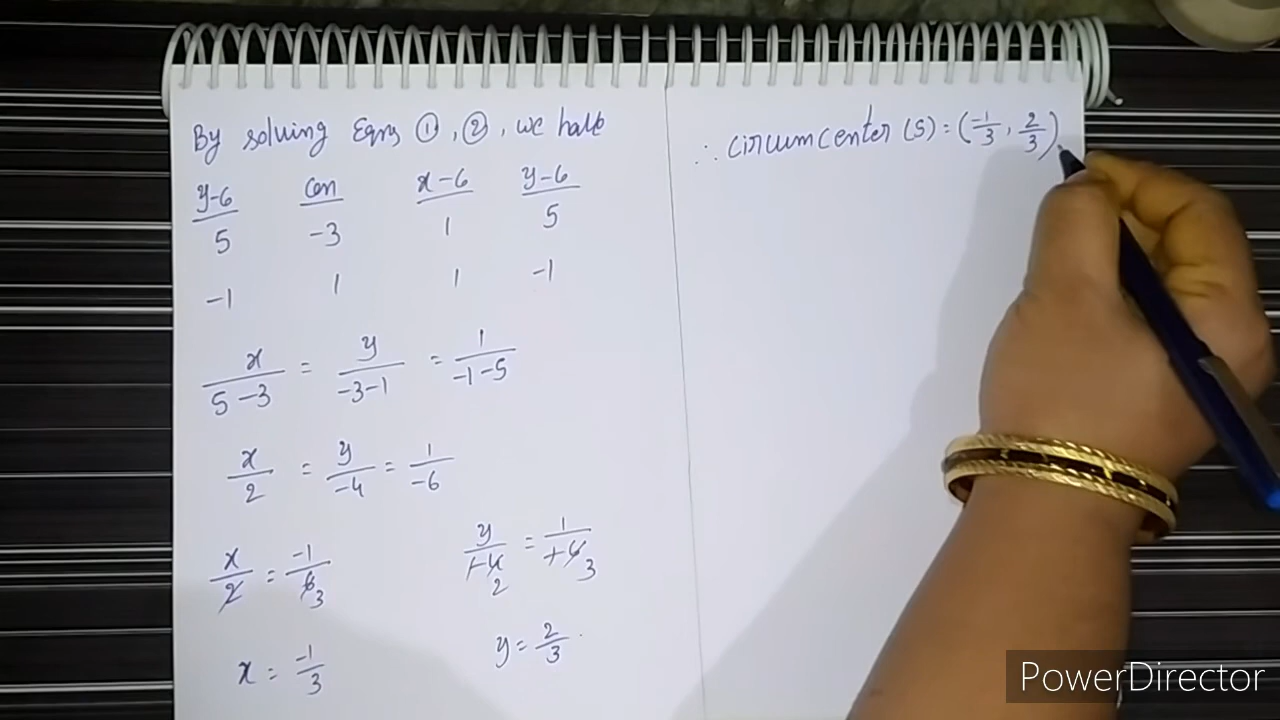 By solving Eqns ①, ②, we have
y-6 con x-6 y-6
5 -3 1 5
-1 1 1 -1
x/5-3 = y/-3-1 = 1/-1-5
x/2 = y/-4 = 1/-6
x/2 = -1/6 3
y/+4 2 = 1/+6 3
x = -1/3
y = 2/3
∴ circumcenter (S) = (-1/3, 2/3)
PowerDirector